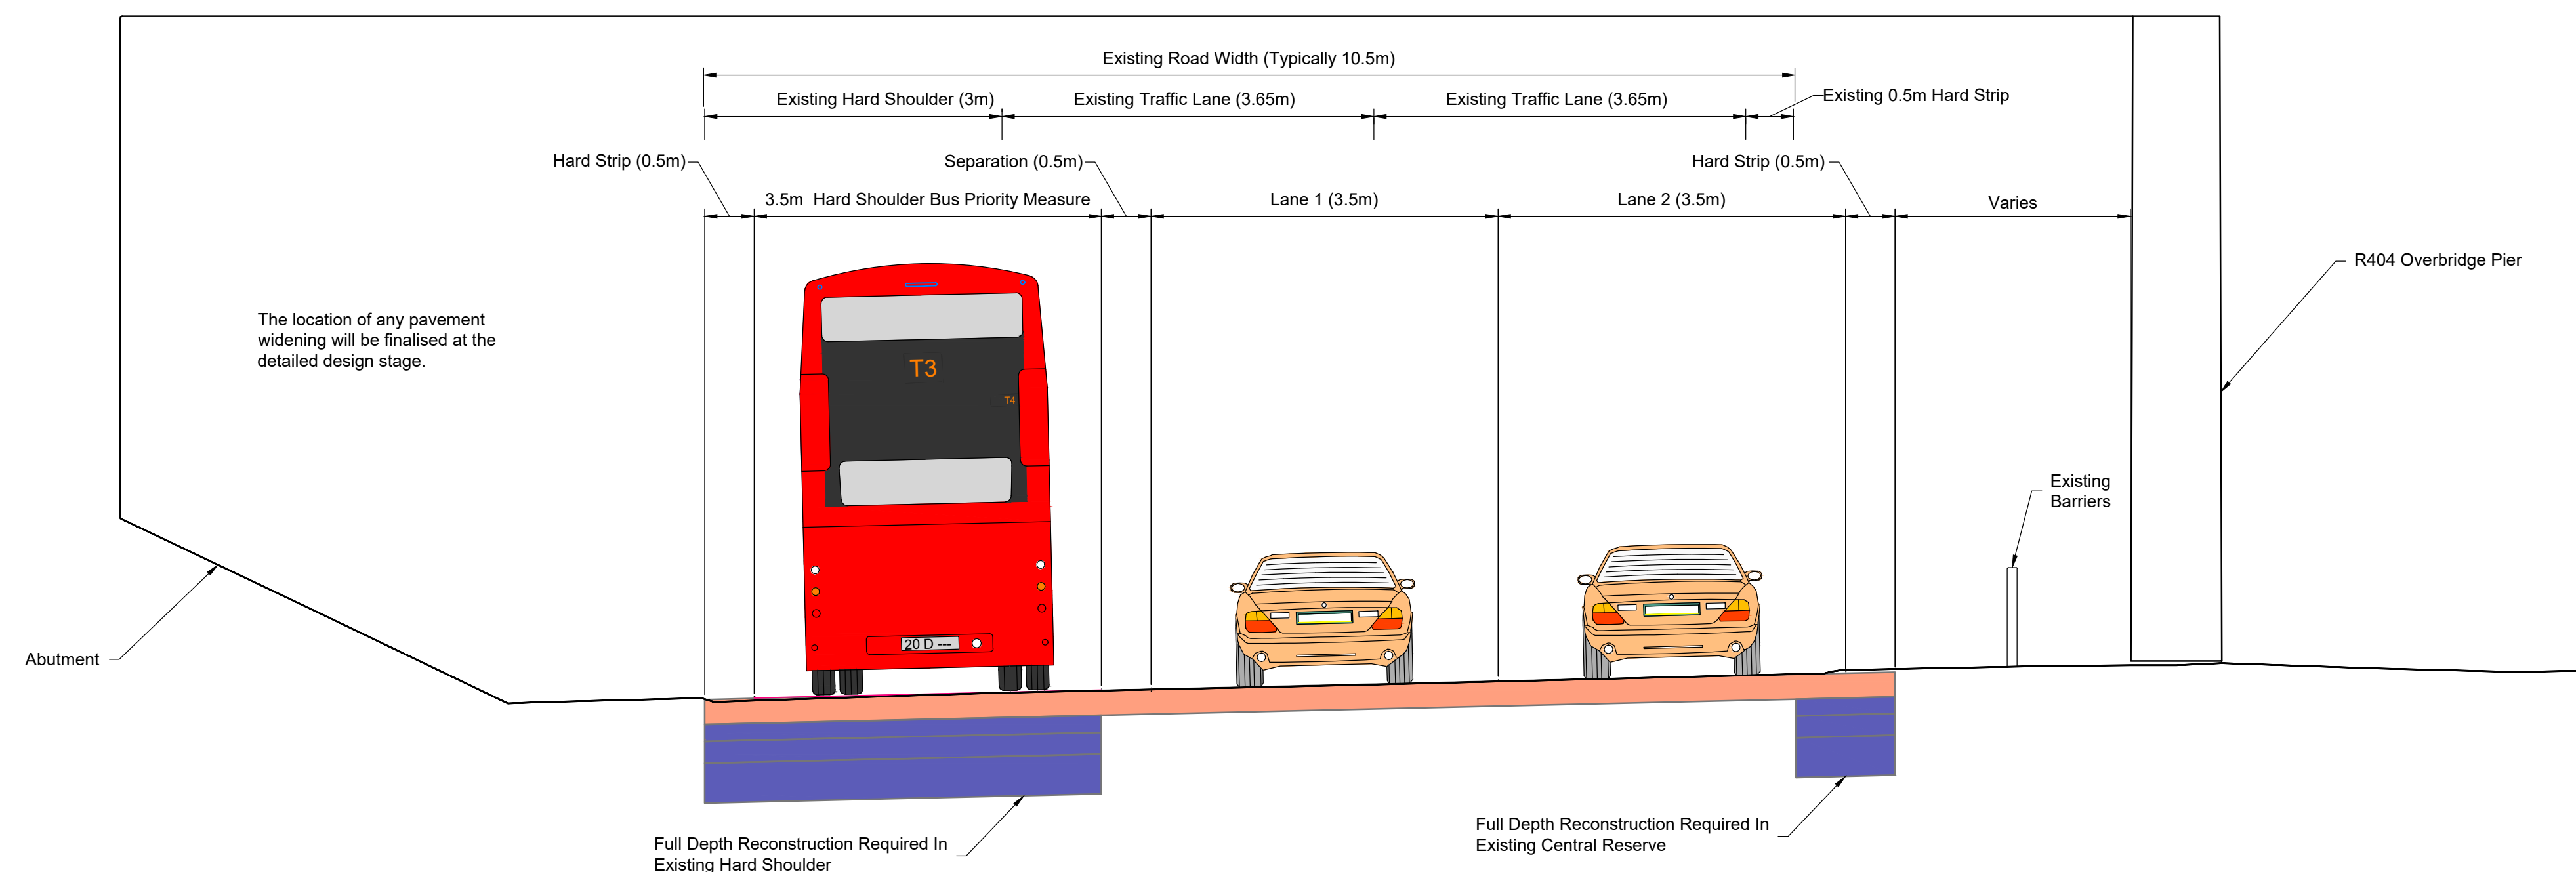 Existing Road Width (Typically 10.5m)
Existing Hard Shoulder (3m)
Existing Traffic Lane (3.65m)
Existing Traffic Lane (3.65m)
Existing 0.5m Hard Strip
Hard Strip (0.5m)
Separation (0.5m)
Hard Strip (0.5m)
3.5m  Hard Shoulder Bus Priority Measure
Lane 1 (3.5m)
Lane 2 (3.5m)
Varies
R404 Overbridge Pier
The location of any pavement
widening will be finalised at the
detailed design stage.
T3
T4
Existing
Barriers
20 D ---
Abutment
Full Depth Reconstruction Required In
Existing Hard Shoulder
Full Depth Reconstruction Required In
Existing Central Reserve